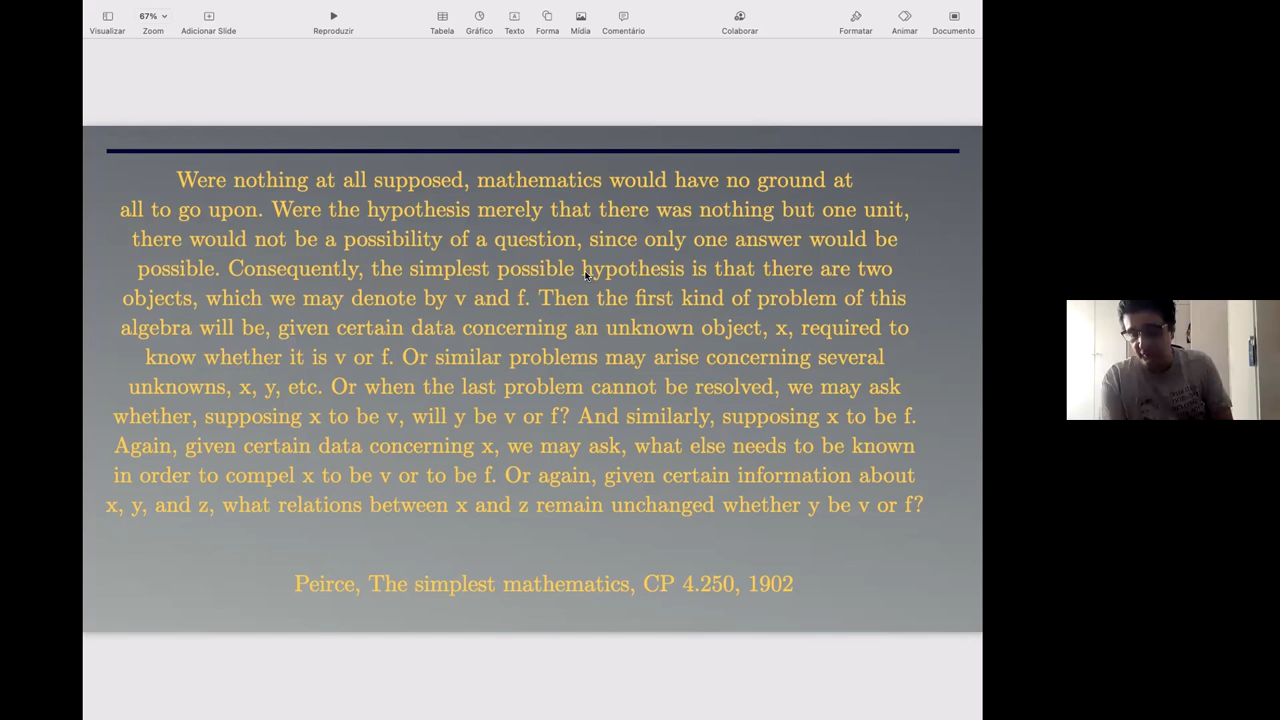 Visualizar
67%
Zoom
Adicionar Slide
Reproduzir
Tabela
Gráfico
Texto
Forma
Mídia
Comentário
Colaborar
Formatar
Animar
Documento
Were nothing at all supposed, mathematics would have no ground at
all to go upon. Were the hypothesis merely that there was nothing but one unit,
there would not be a possibility of a question, since only one answer would be
possible. Consequently, the simplest possible hypothesis is that there are two
objects, which we may denote by v and f. Then the first kind of problem of this
algebra will be, given certain data concerning an unknown object, x, required to
know whether it is v or f. Or similar problems may arise concerning several
unknowns, x, y, etc. Or when the last problem cannot be resolved, we may ask
whether, supposing x to be v, will y be v or f? And similarly, supposing x to be f.
Again, given certain data concerning x, we may ask, what else needs to be known
in order to compel x to be v or to be f. Or again, given certain information about
x, y, and z, what relations between x and z remain unchanged whether y be v or f?
Peirce, The simplest mathematics, CP 4.250, 1902